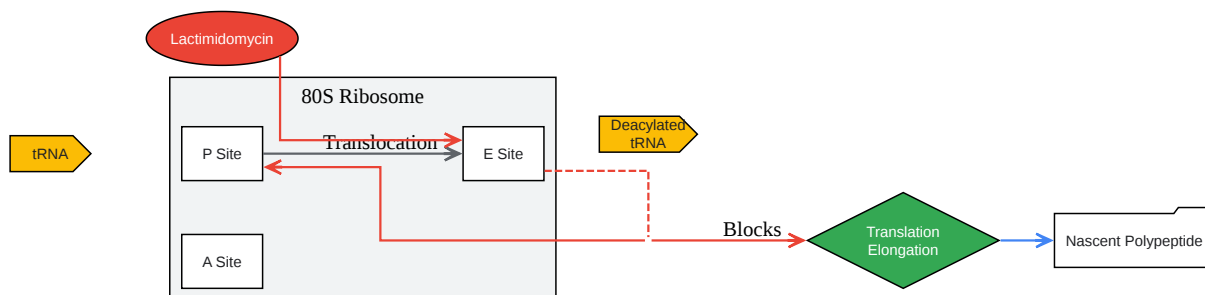 Lactimidomycin
80S Ribosome
Deacylated
tRNA
Translocation
tRNA
P Site
E Site
Blocks
Translation
Elongation
Nascent Polypeptide
A Site